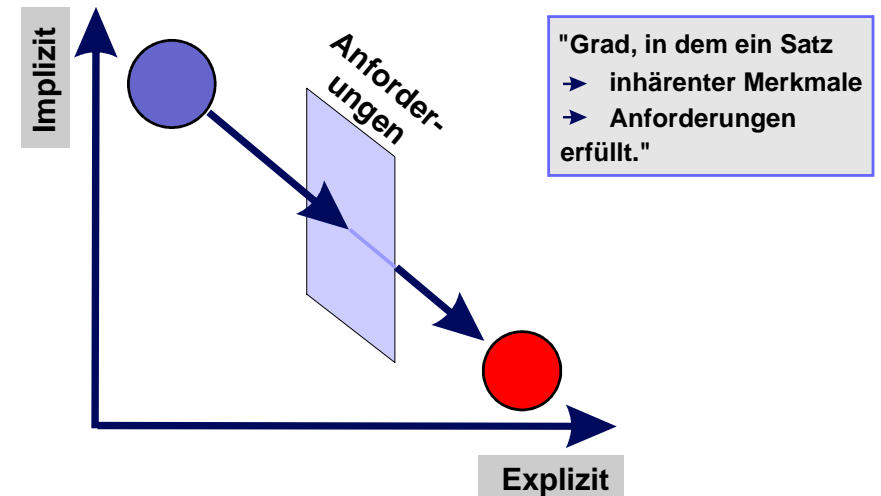 Implizit
Anforder-
ungen
"Grad, in dem ein Satz
inhärenter Merkmale
Anforderungen
erfüllt."
Explizit